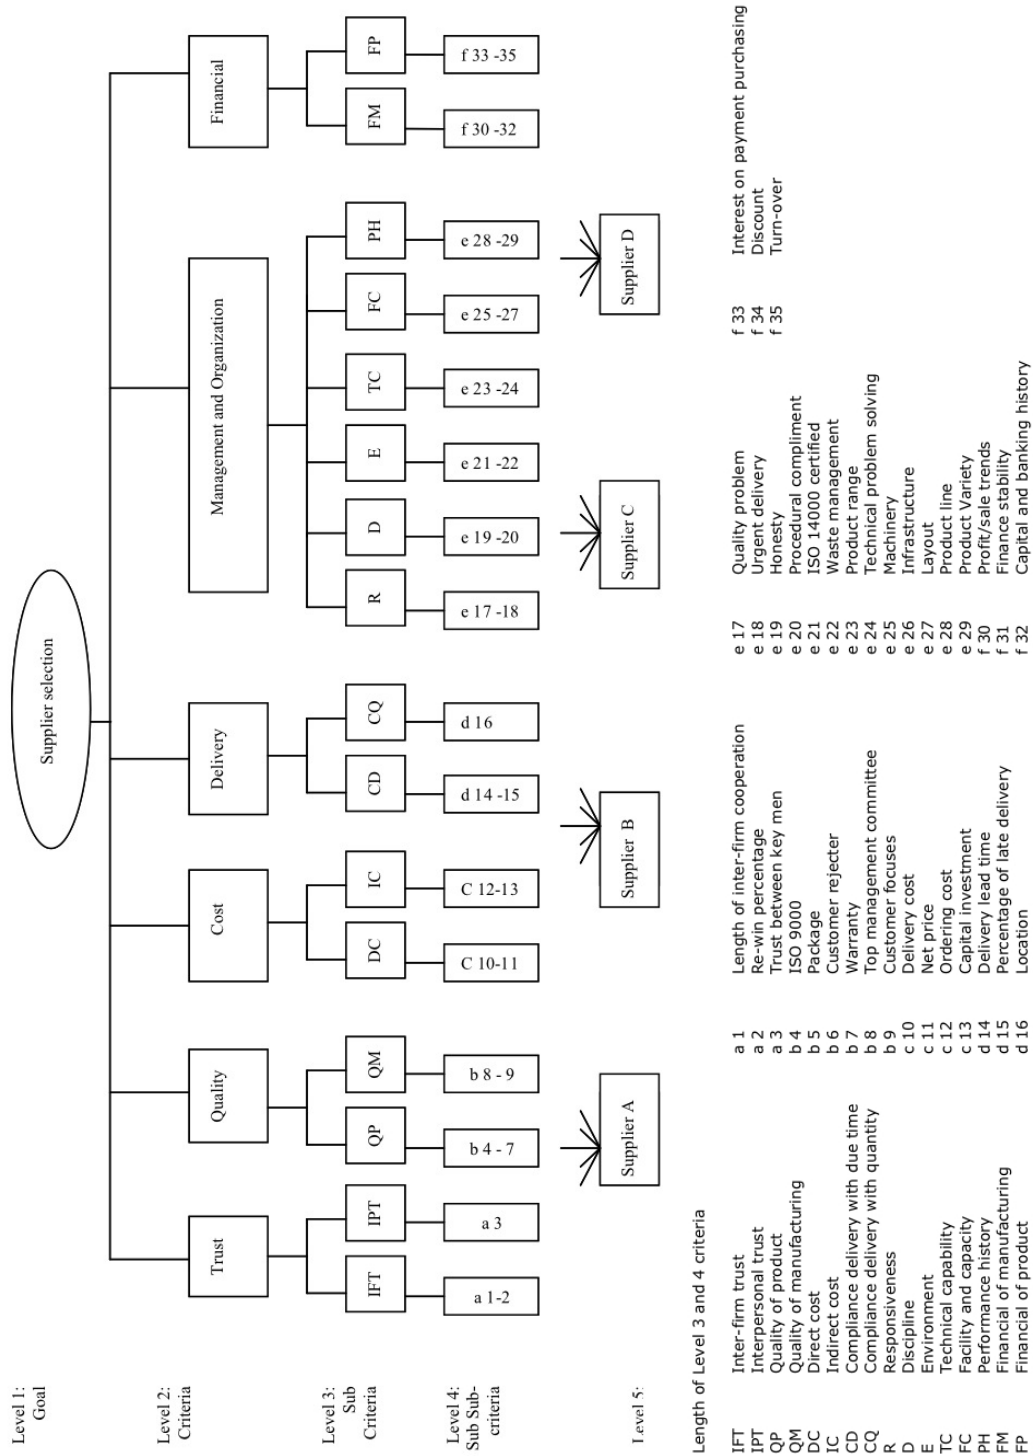 Level 1:
Goal
Supplier selection
Level 2:
Criteria
Trust
Quality
Cost
Delivery
Management and Organization
Financial
Level 3:
Sub
Criteria
IFT
IPT
QP
QM
DC
IC
CD
CQ
R
D
E
TC
FC
PH
FM
FP
Level 4:
Sub Sub-
criteria
a 1-2
a 3
b 4 - 7
b 8 - 9
C 10-11
C 12-13
d 14 -15
d 16
e 17 -18
e 19 -20
e 21 -22
e 23 -24
e 25 -27
e 28 -29
f 30 -32
f 33 -35
Level 5:
Supplier A
Supplier B
Supplier C
Supplier D
Length of Level 3 and 4 criteria
IFT Inter-firm trust
IPT Interpersonal trust
QP Quality of product
QM Quality of manufacturing
DC Direct cost
IC Indirect cost
CD Compliance delivery with due time
CQ Compliance delivery with quantity
R Responsiveness
D Discipline
E Environment
TC Technical capability
FC Facility and capacity
PH Performance history
FM Financial of manufacturing
FP Financial of product
a 1 Length of inter-firm cooperation
a 2 Re-win percentage
a 3 Trust between key men
b 4 ISO 9000
b 5 Package
b 6 Customer rejecter
b 7 Warranty
b 8 Top management committee
b 9 Customer focuses
c 10 Delivery cost
c 11 Net price
c 12 Ordering cost
c 13 Capital investment
d 14 Delivery lead time
d 15 Percentage of late delivery
d 16 Location
e 17 Quality problem
e 18 Urgent delivery
e 19 Honesty
e 20 Procedural compliment
e 21 ISO 14000 certified
e 22 Waste management
e 23 Product range
e 24 Technical problem solving
e 25 Machinery
e 26 Infrastructure
e 27 Layout
e 28 Product line
e 29 Product Variety
f 30 Profit/sale trends
f 31 Finance stability
f 32 Capital and banking history
f 33 Interest on payment purchasing
f 34 Discount
f 35 Turn-over